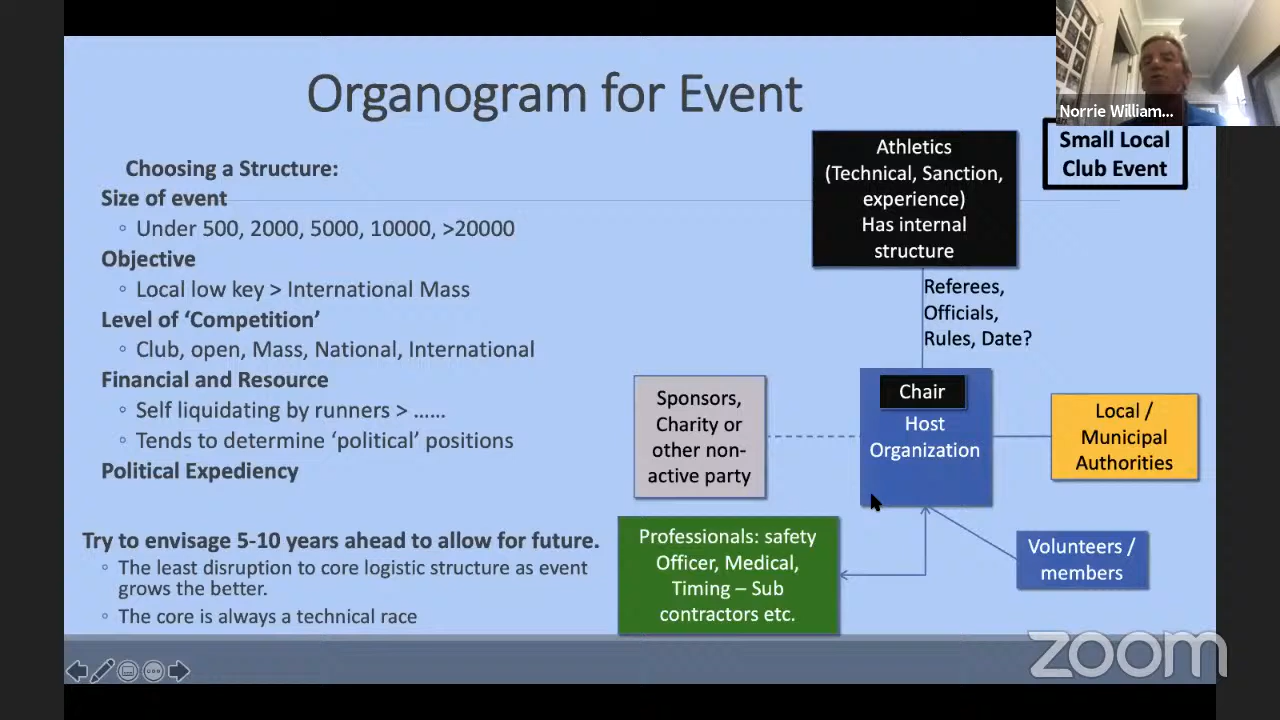 Organogram for Event
Norrie William...
Small Local
Club Event
Choosing a Structure:
Size of event
Under 500, 2000, 5000, 10000, >20000
Objective
Local low key > International Mass
Level of ‘Competition’
Club, open, Mass, National, International
Financial and Resource
Self liquidating by runners > ......
Tends to determine ‘political’ positions
Political Expediency
Try to envisage 5-10 years ahead to allow for future.
The least disruption to core logistic structure as event
grows the better.
The core is always a technical race
Athletics
(Technical, Sanction,
experience)
Has internal
structure
Referees,
Officials,
Rules, Date?
Sponsors,
Charity or
other non-
active party
Chair
Host
Organization
Local /
Municipal
Authorities
Professionals: safety
Officer, Medical,
Timing – Sub
contractors etc.
Volunteers /
members
zoom